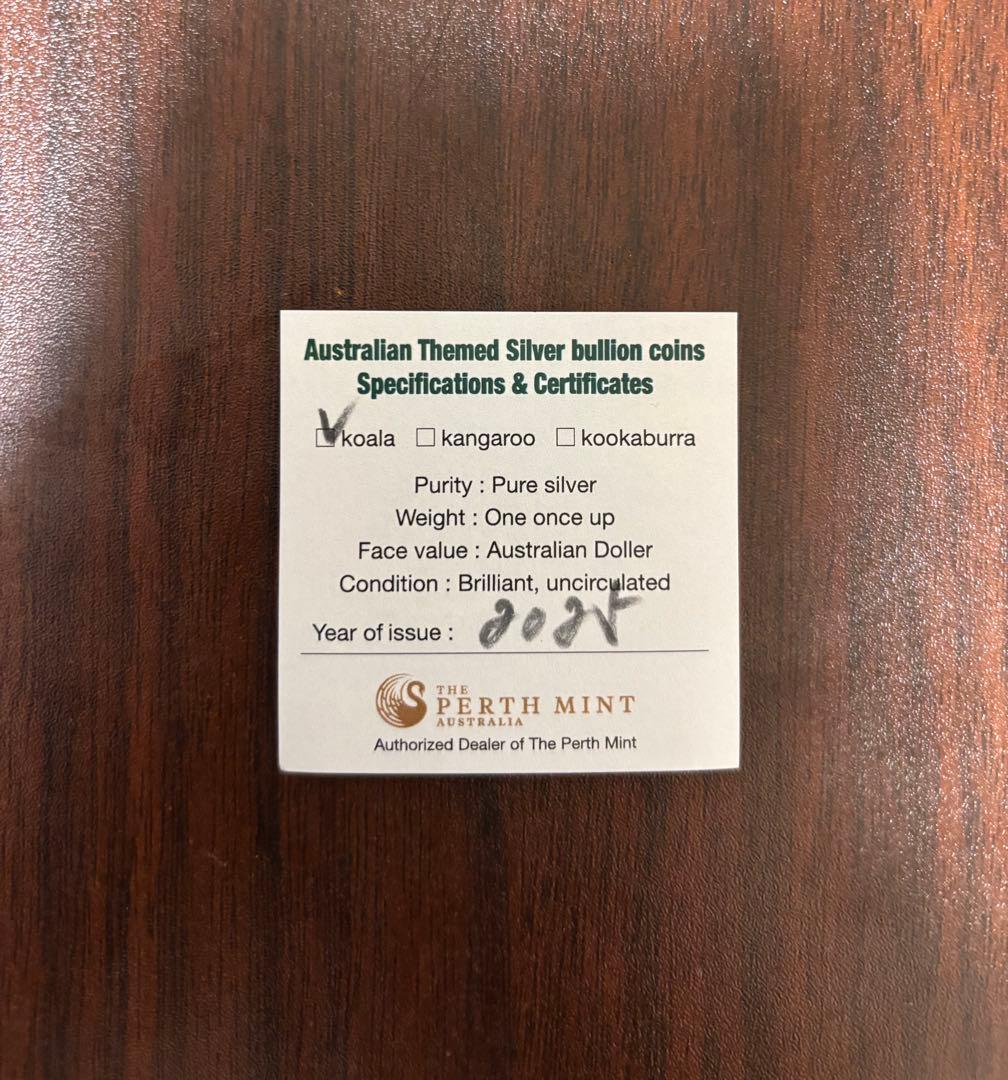 Australian Themed Silver bullion coins
Specifications & Certificates
☑koala ☐ kangaroo ☐ kookaburra
Purity : Pure silver
Weight : One once up
Face value : Australian Doller
Condition : Brilliant, uncirculated
Year of issue : 2025
THE
PERTH MINT
AUSTRALIA
Authorized Dealer of The Perth Mint